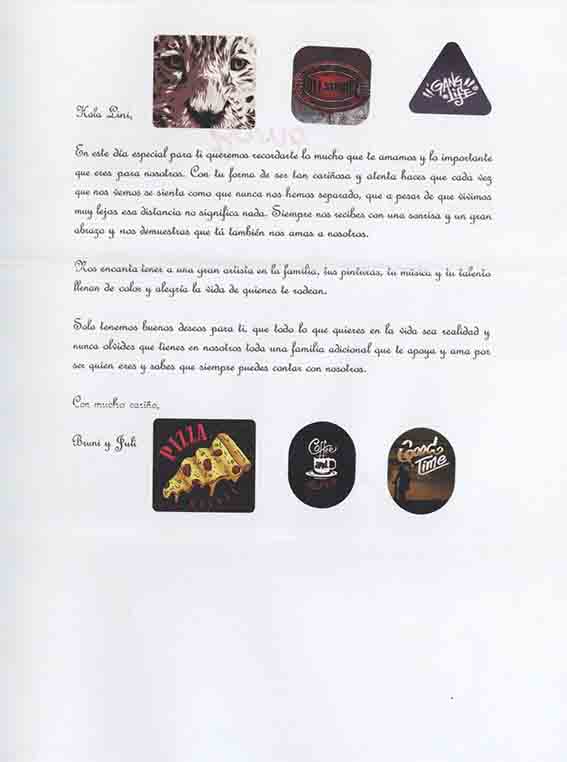 GANG
LiFe
Hola
En este día especial para ti queremos recordarte lo mucho que te amamos y lo importante
que eres para nosotros. Con tu forma de ser tan cariñosa y atenta haces que cada vez
que nos vemos se sienta como que nunca nos hemos separado, que a pesar de que vivimos
muy lejos esa distancia no significa nada. Siempre nos recibes con una sonrisa y un gran
abrazo y nos demuestras que tú también nos amas a nosotros.
Nos encanta tener a una gran artista en la familia, tus pinturas, tu música y tu talento
llenan de color y alegría la vida de quienes te rodean.
Solo tenemos buenos deseos para ti, que todo lo que quieres en la vida sea realidad y
nunca olvides que tienes en nosotros toda una familia adicional que te apoya y ama por
ser quien eres y sabes que siempre puedes contar con nosotros.
Con mucho cariño,
Bruni y Juli
PYZZA
Coffee
Good
Time